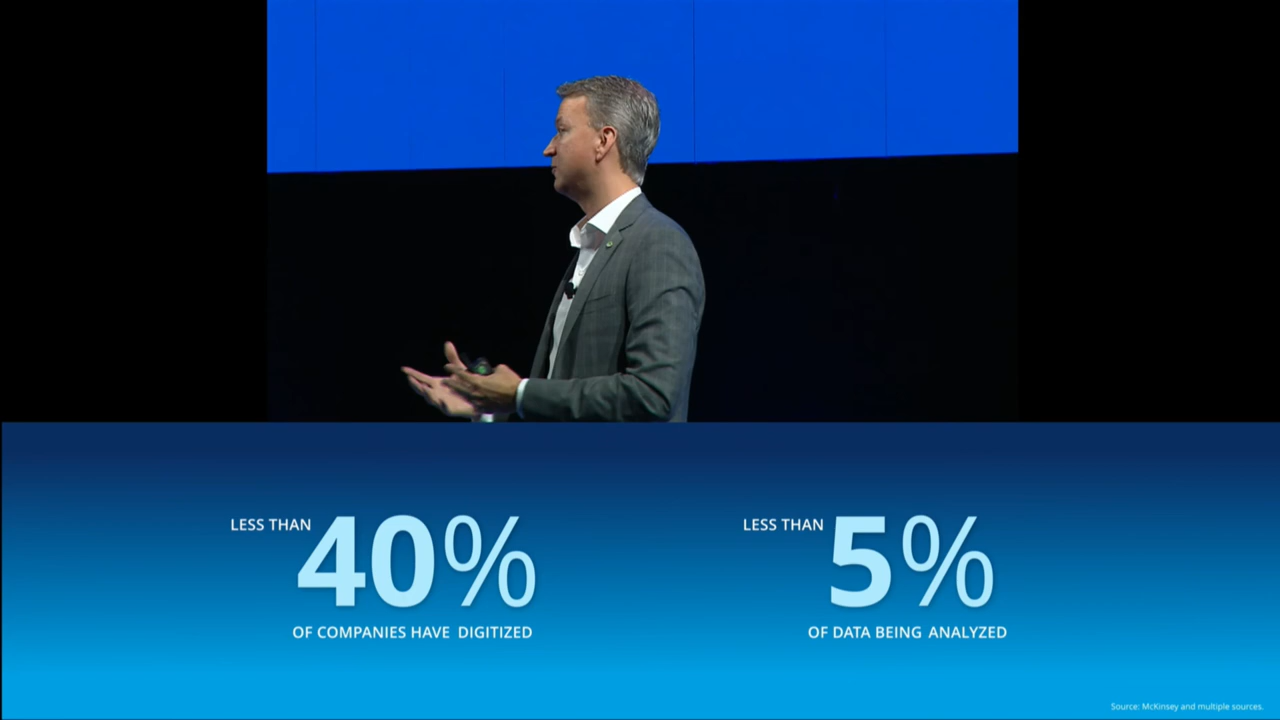 LESS THAN
40%
OF COMPANIES HAVE DIGITIZED
LESS THAN
5%
OF DATA BEING ANALYZED
Source: McKinsey and multiple sources.